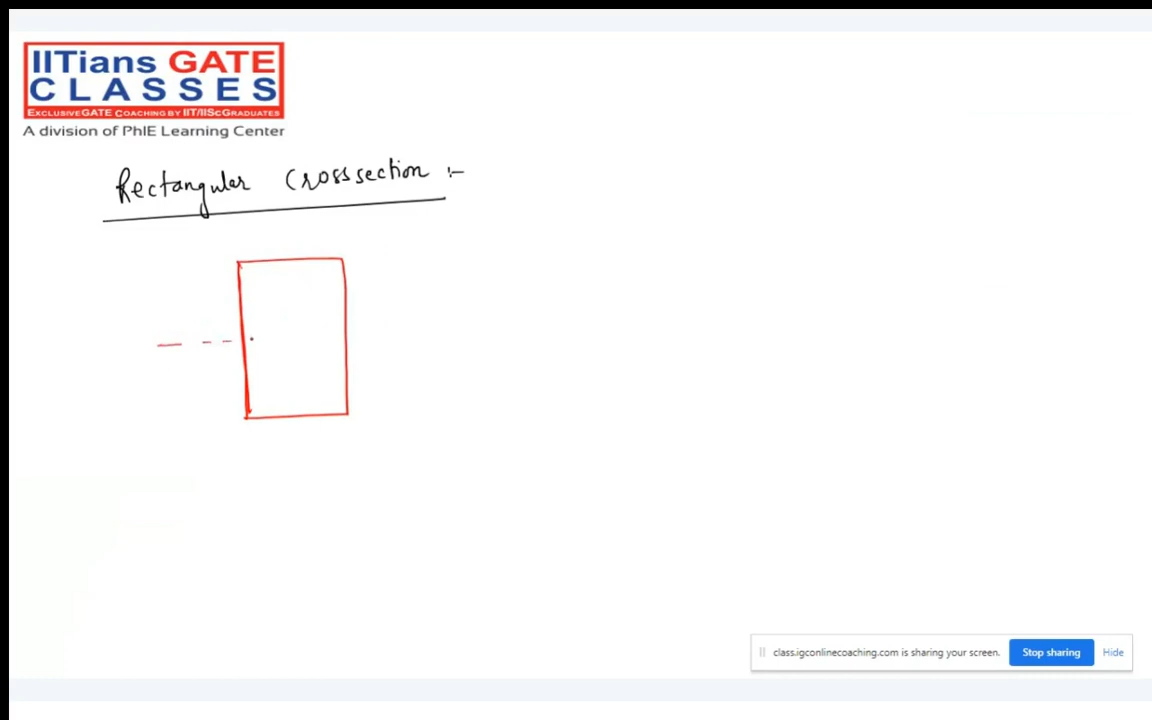 IITians GATE
CLASSES
EXCLUSIVE GATE COACHING BY IIT/IISC GRADUATES
A division of PhIE Learning Center
Rectangular Crosssection :-
class.igconlinecoaching.com is sharing your screen. Stop sharing Hide